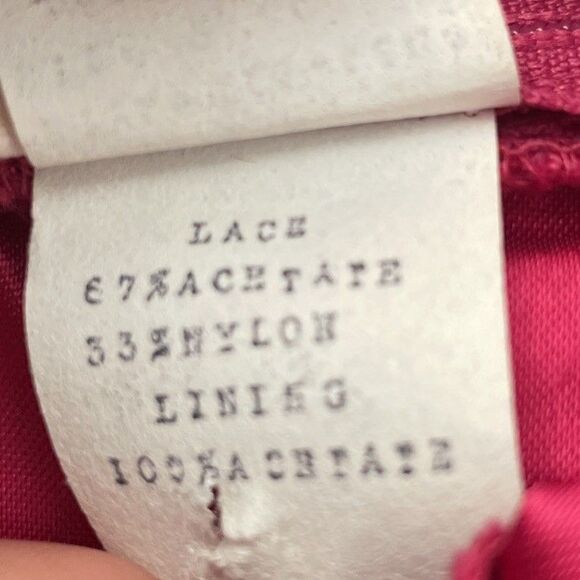 LACE
67%ACETATE
33%NYLON
LINING
100%ACETATE